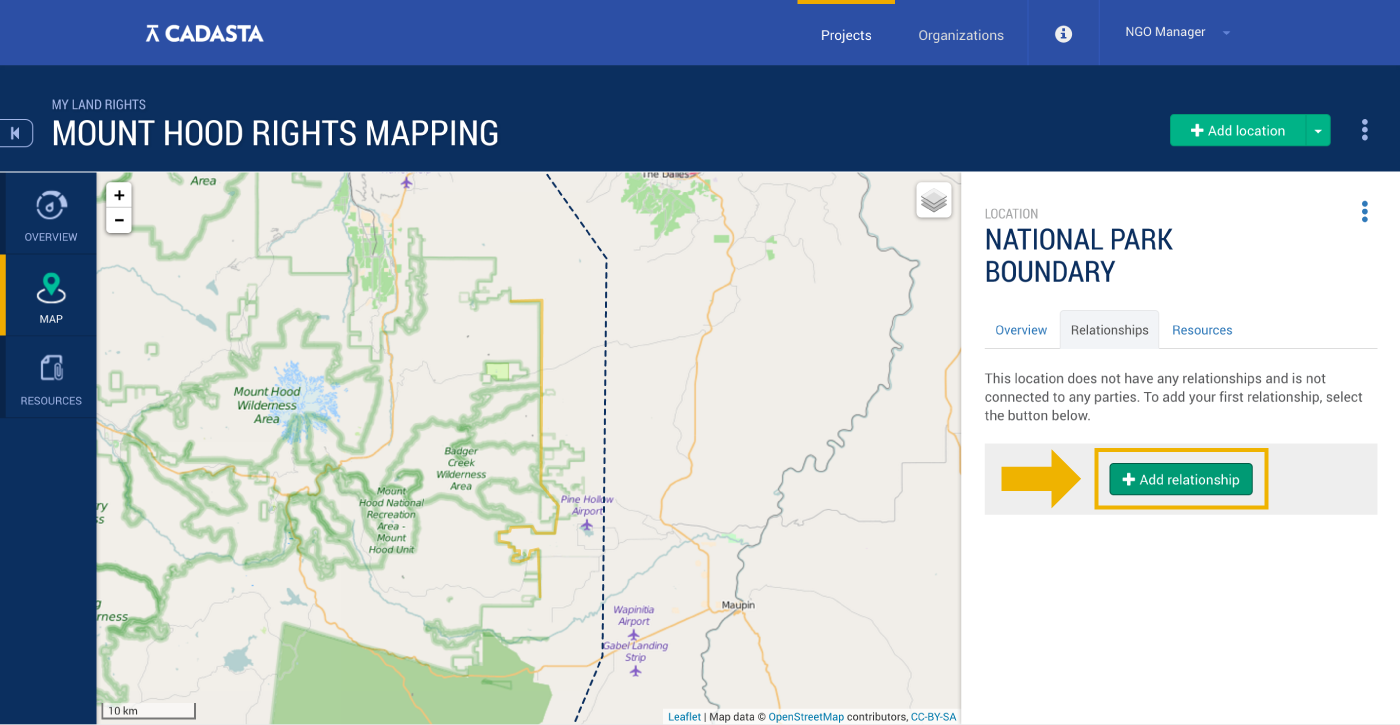 CADASTA
Projects
Organizations
NGO Manager
MY LAND RIGHTS
MOUNT HOOD RIGHTS MAPPING
Add location
OVERVIEW
MAP
RESOURCES
+
−
Area
The Dalles
Mount Hood
Wilderness
Area
Badger
Creek
Wilderness
Area
Mount
Hood National
Recreation
Area -
Mount
Hood Unit
Pine Hollow
Airport
Maupin
Wapinitia
Airport
Gabel Landing
Strip
10 km
Leaflet | Map data © OpenStreetMap contributors, CC-BY-SA
LOCATION
NATIONAL PARK
BOUNDARY
Overview
Relationships
Resources
This location does not have any relationships and is not
connected to any parties. To add your first relationship, select
the button below.
Add relationship